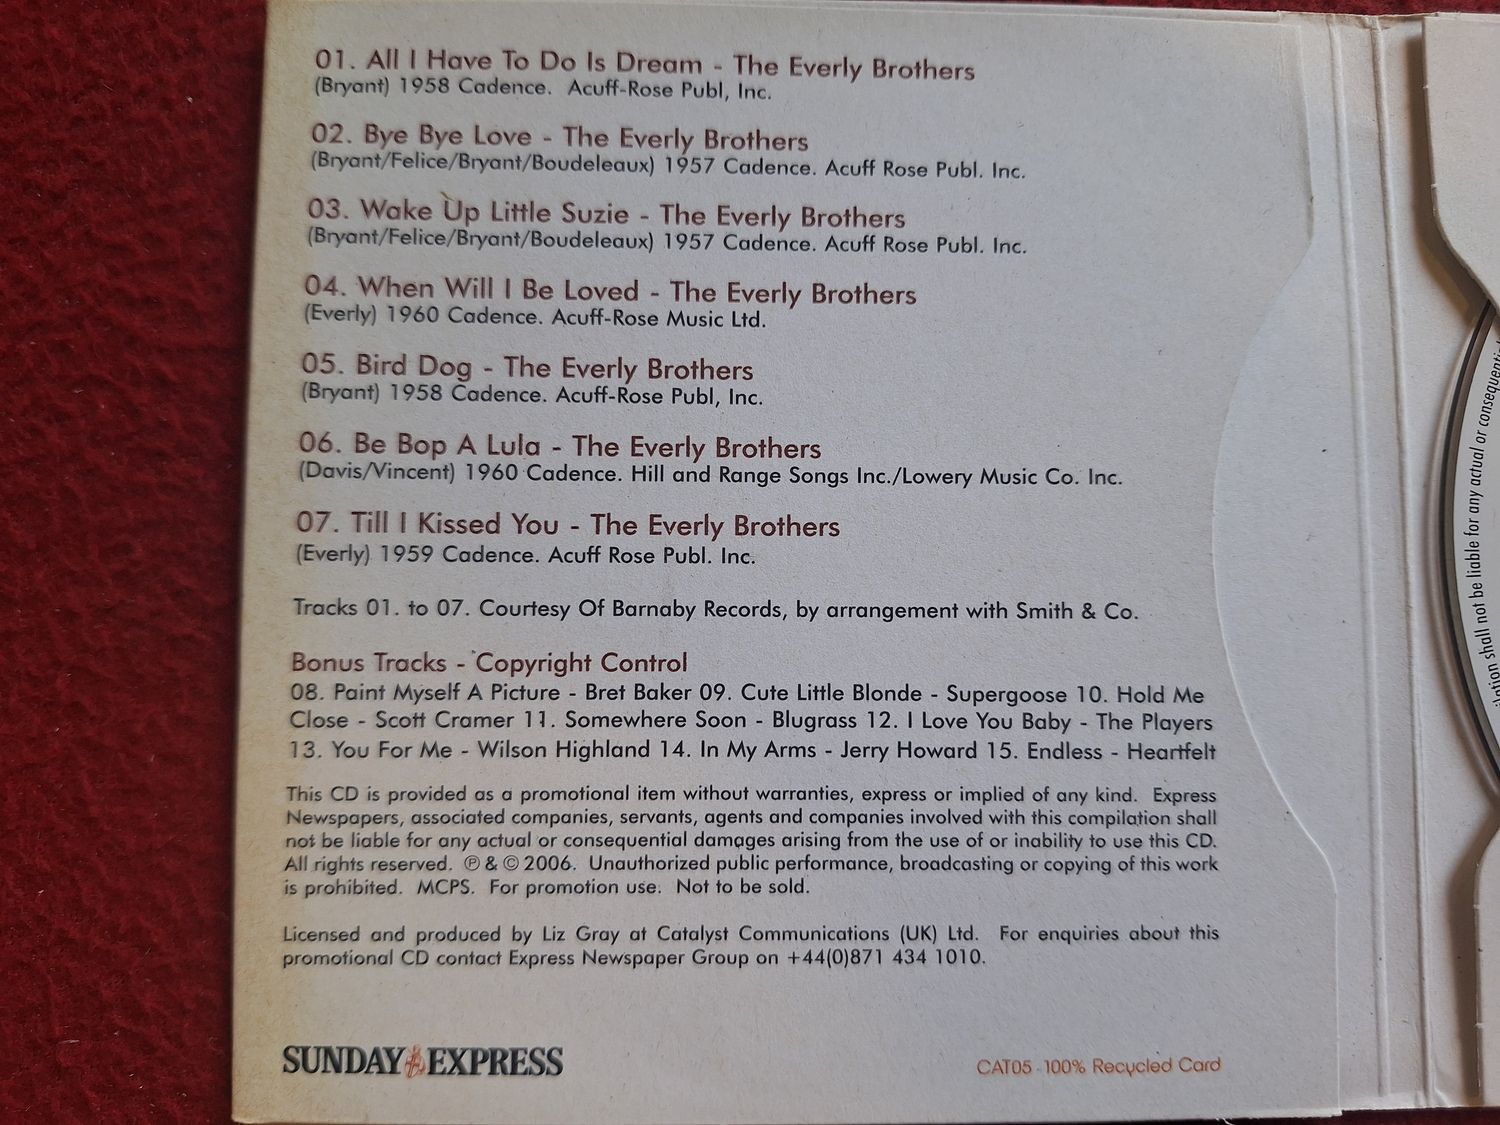 01. All I Have To Do Is Dream - The Everly Brothers
(Bryant) 1958 Cadence. Acuff-Rose Publ, Inc.
02. Bye Bye Love - The Everly Brothers
(Bryant/Felice/Bryant/Boudeleaux) 1957 Cadence. Acuff Rose Publ. Inc.
03. Wake Up Little Suzie - The Everly Brothers
(Bryant/Felice/Bryant/Boudeleaux) 1957 Cadence. Acuff Rose Publ. Inc.
04. When Will I Be Loved - The Everly Brothers
(Everly) 1960 Cadence. Acuff-Rose Music Ltd.
05. Bird Dog - The Everly Brothers
(Bryant) 1958 Cadence. Acuff-Rose Publ, Inc.
06. Be Bop A Lula - The Everly Brothers
(Davis/Vincent) 1960 Cadence. Hill and Range Songs Inc./Lowery Music Co. Inc.
07. Till I Kissed You - The Everly Brothers
(Everly) 1959 Cadence. Acuff Rose Publ. Inc.
Tracks 01. to 07. Courtesy Of Barnaby Records, by arrangement with Smith & Co.
Bonus Tracks - Copyright Control
08. Paint Myself A Picture - Bret Baker 09. Cute Little Blonde - Supergoose 10. Hold Me
Close - Scott Cramer 11. Somewhere Soon - Blugrass 12. I Love You Baby - The Players
13. You For Me - Wilson Highland 14. In My Arms - Jerry Howard 15. Endless - Heartfelt
This CD is provided as a promotional item without warranties, express or implied of any kind. Express
Newspapers, associated companies, servants, agents and companies involved with this compilation shall
not be liable for any actual or consequential damages arising from the use of or inability to use this CD.
All rights reserved. ℗ & © 2006. Unauthorized public performance, broadcasting or copying of this work
is prohibited. MCPS. For promotion use. Not to be sold.
Licensed and produced by Liz Gray at Catalyst Communications (UK) Ltd. For enquiries about this
promotional CD contact Express Newspaper Group on +44(0)871 434 1010.
SUNDAY EXPRESS
CAT05 - 100% Recycled Card
shall not be liable for any actual or